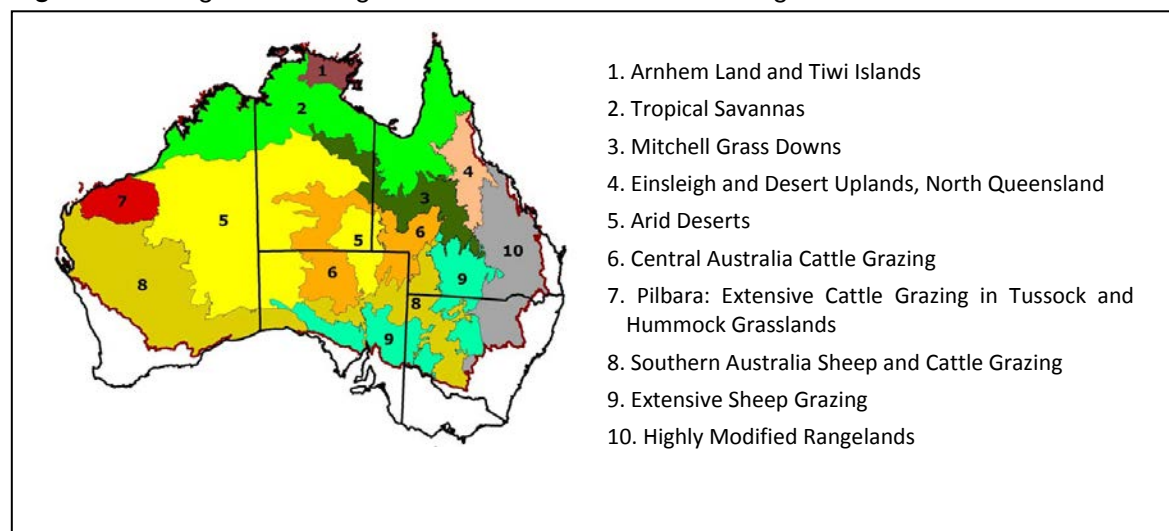 1
2
3
4
5
5
6
6
7
8
8
9
9
10
1. Arnhem Land and Tiwi Islands
2. Tropical Savannas
3. Mitchell Grass Downs
4. Einsleigh and Desert Uplands, North Queensland
5. Arid Deserts
6. Central Australia Cattle Grazing
7. Pilbara: Extensive Cattle Grazing in Tussock and
Hummock Grasslands
8. Southern Australia Sheep and Cattle Grazing
9. Extensive Sheep Grazing
10. Highly Modified Rangelands